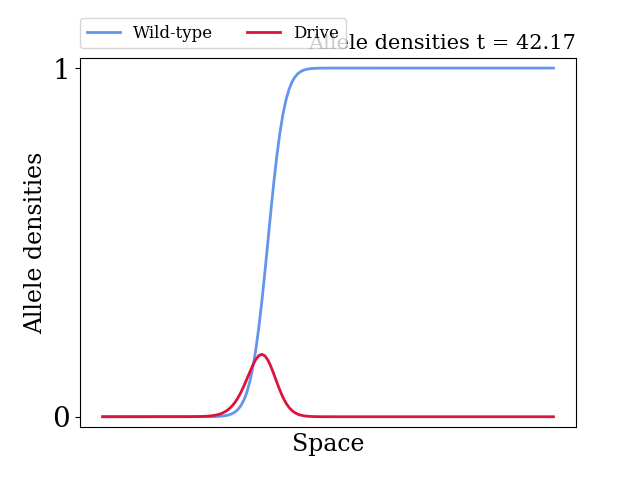 Wild-type Drive
Allele densities t = 42.17
1
Allele densities
0
Space